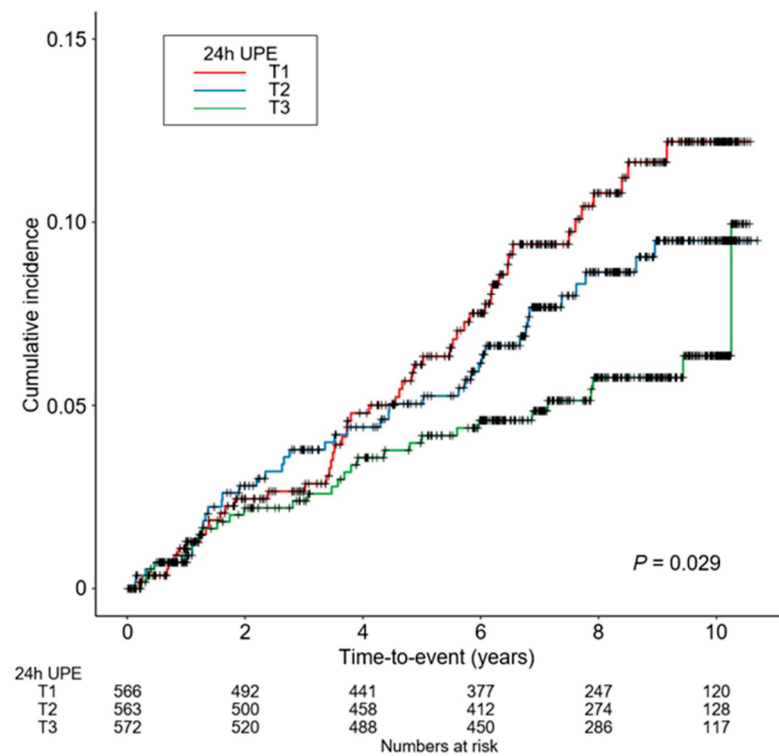 0.15
24h UPE
T1
T2
T3
0.10
Cumulative incidence
0.05
P = 0.029
0
0 2 4 6 8 10
Time-to-event (years)
24h UPE
T1 566 492 441 377 247 120
T2 563 500 458 412 274 128
T3 572 520 488 450 286 117
Numbers at risk